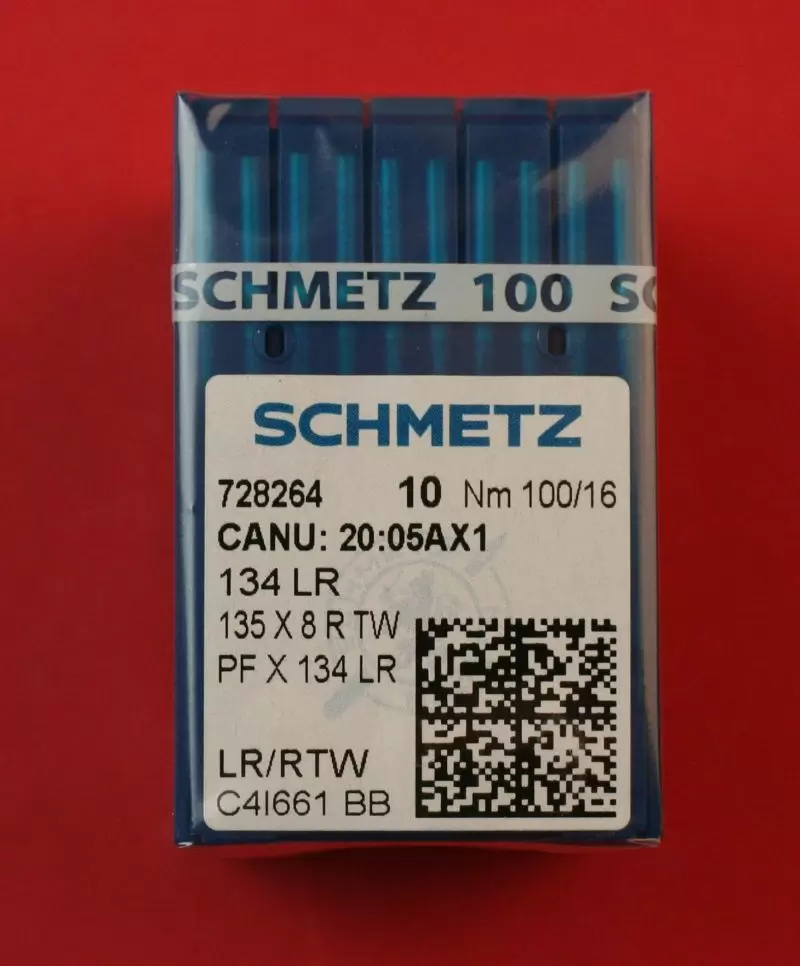 SCHMETZ 100 SC
SCHMETZ
728264 10 Nm 100/16
CANU: 20:05AX1
134 LR
135 X 8 R TW
PF X 134 LR
LR/RTW
C4I661 BB